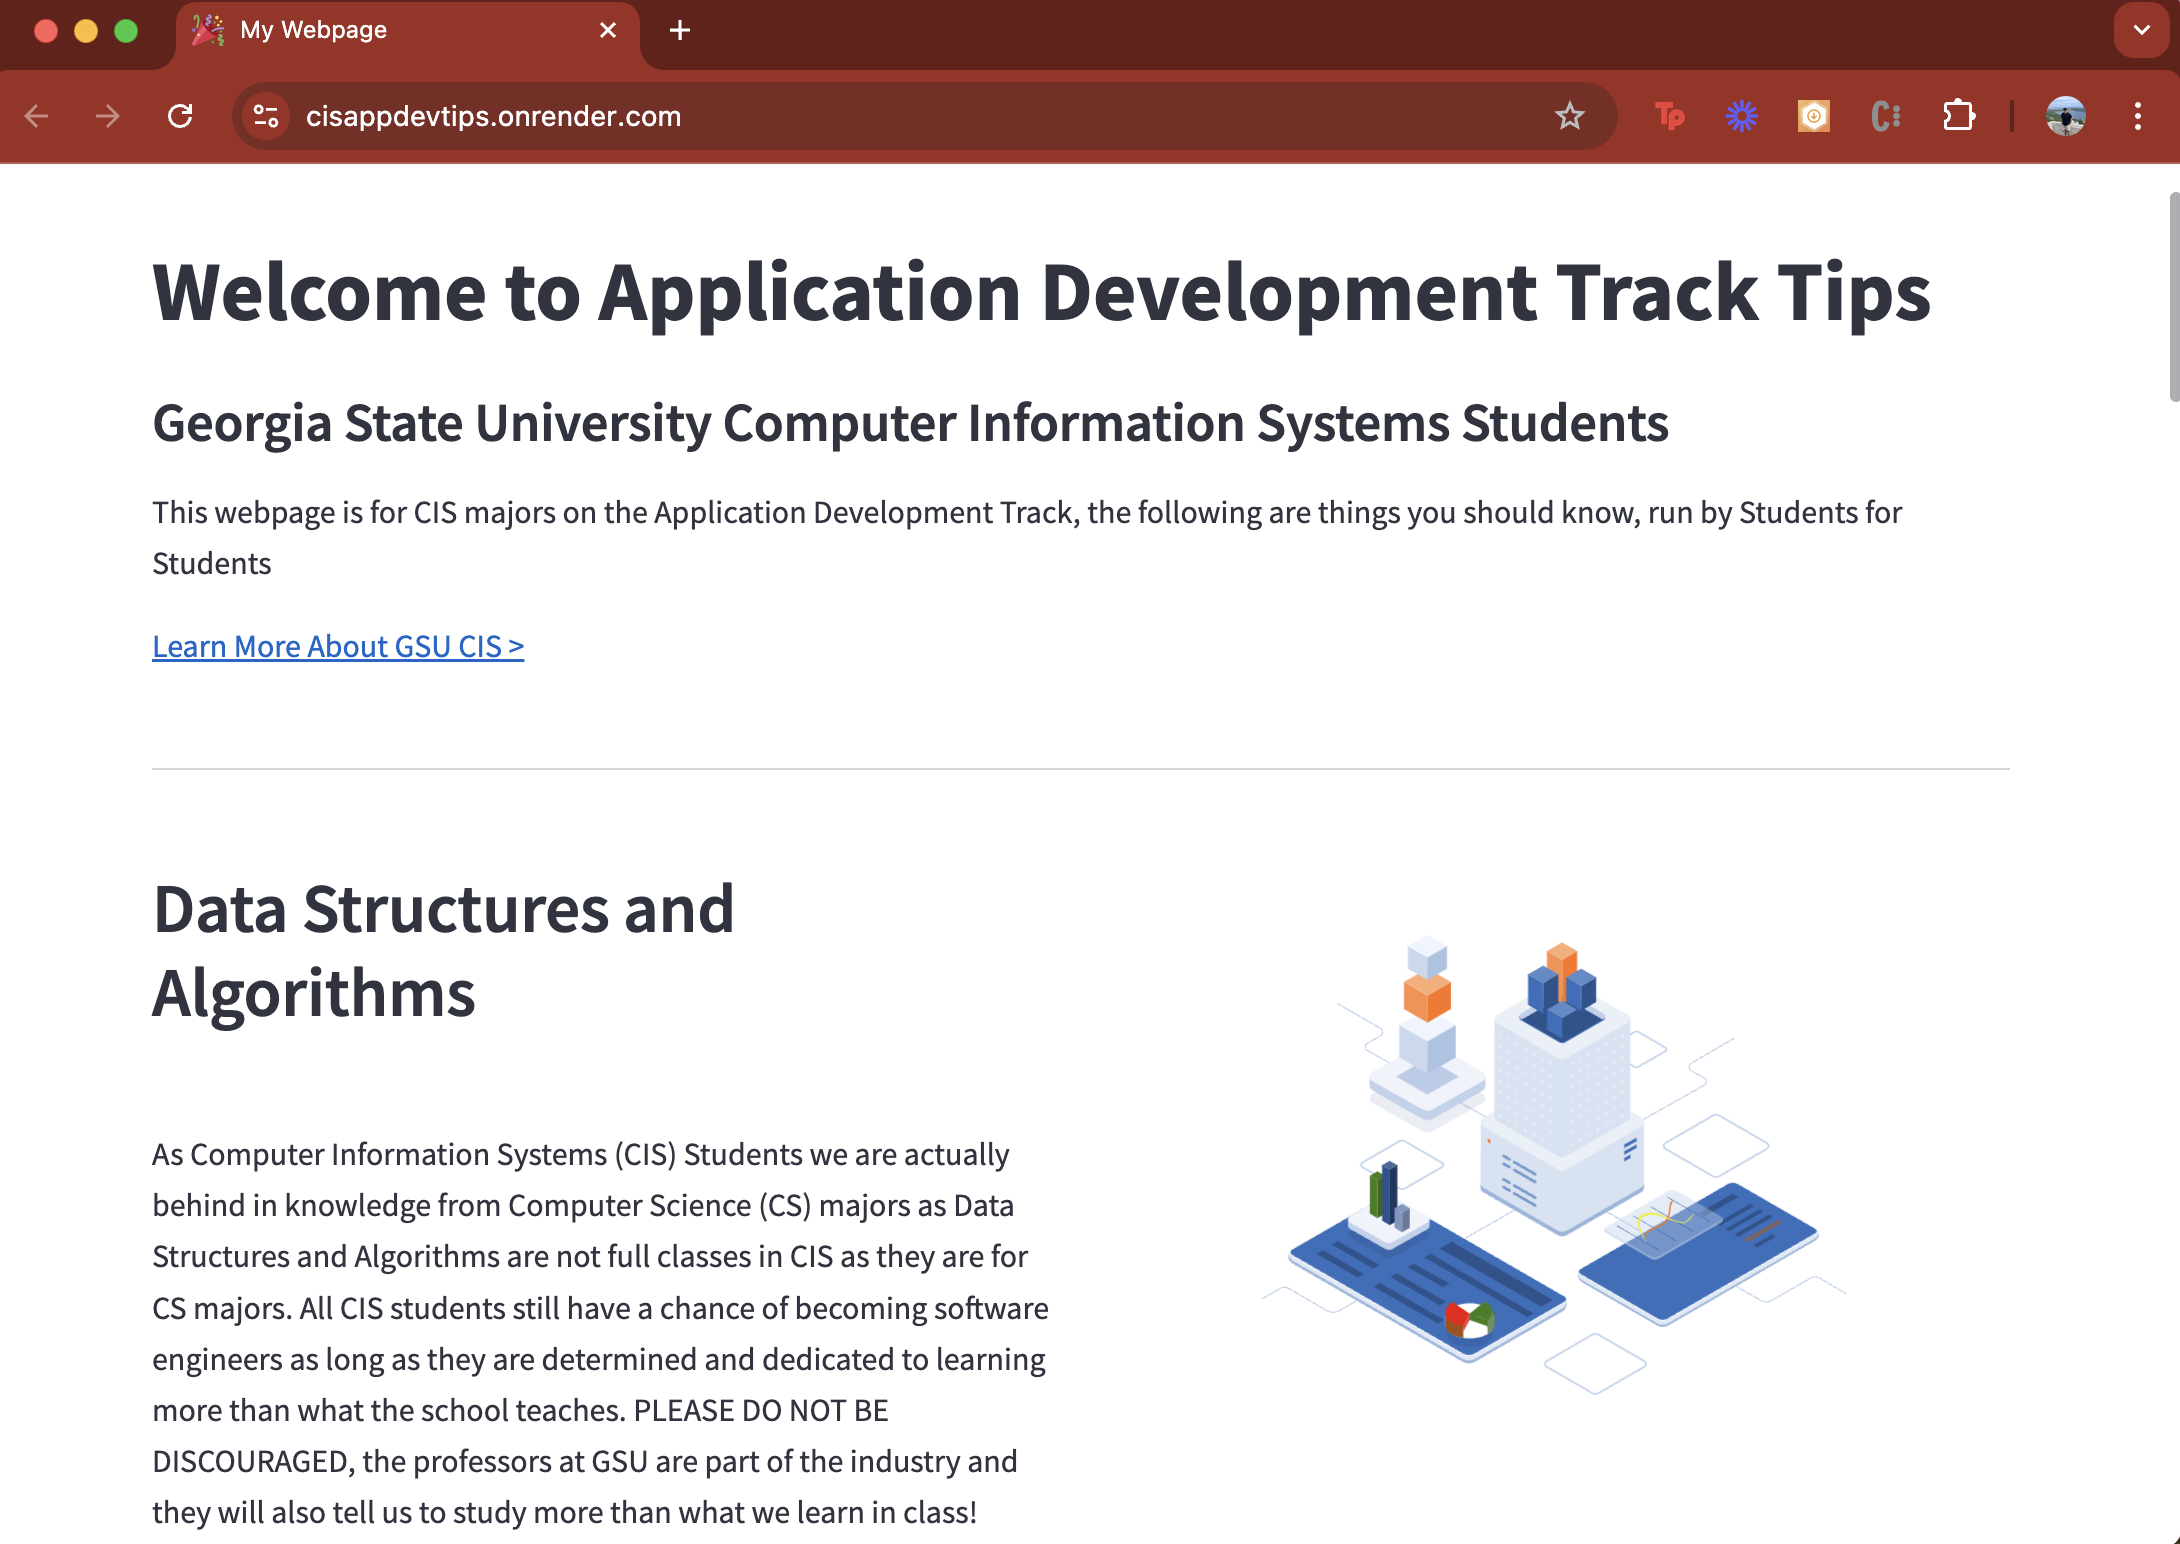 My Webpage
cisappdevtips.onrender.com
Tp
C
Welcome to Application Development Track Tips
Georgia State University Computer Information Systems Students
This webpage is for CIS majors on the Application Development Track, the following are things you should know, run by Students for
Students
Learn More About GSU CIS >
Data Structures and
Algorithms
As Computer Information Systems (CIS) Students we are actually
behind in knowledge from Computer Science (CS) majors as Data
Structures and Algorithms are not full classes in CIS as they are for
CS majors. All CIS students still have a chance of becoming software
engineers as long as they are determined and dedicated to learning
more than what the school teaches. PLEASE DO NOT BE
DISCOURAGED, the professors at GSU are part of the industry and
they will also tell us to study more than what we learn in class!